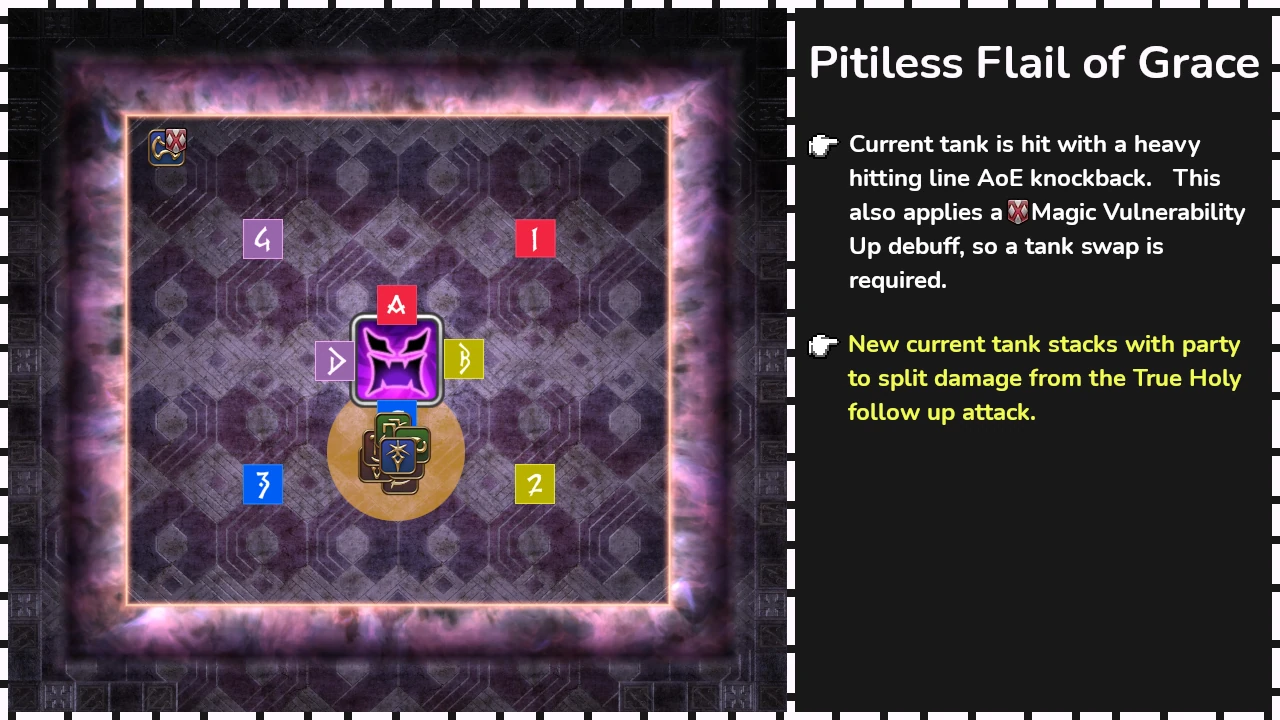 Pitiless Flail of Grace
Current tank is hit with a heavy
hitting line AoE knockback. This
also applies a Magic Vulnerability
Up debuff, so a tank swap is
required.
New current tank stacks with party
to split damage from the True Holy
follow up attack.
4
1
A
D
B
3
2